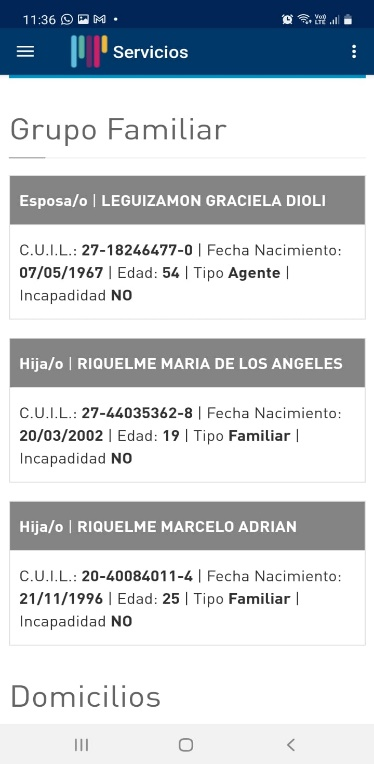 11:36
Servicios
Grupo Familiar
Esposa/o | LEGUIZAMON GRACIELA DIOLI
C.U.I.L.: 27-18246477-0 | Fecha Nacimiento:
07/05/1967 | Edad: 54 | Tipo Agente |
Incapadidad NO
Hija/o | RIQUELME MARIA DE LOS ANGELES
C.U.I.L.: 27-44035362-8 | Fecha Nacimiento:
20/03/2002 | Edad: 19 | Tipo Familiar |
Incapadidad NO
Hija/o | RIQUELME MARCELO ADRIAN
C.U.I.L.: 20-40084011-4 | Fecha Nacimiento:
21/11/1996 | Edad: 25 | Tipo Familiar |
Incapadidad NO
Domicilios